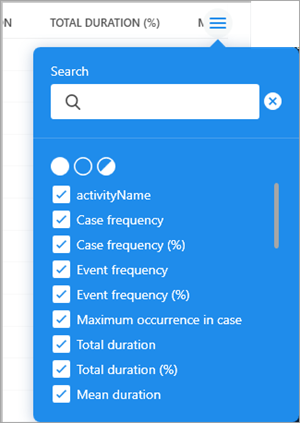 N TOTAL DURATION (%) M
Search
activityName
Case frequency
Case frequency (%)
Event frequency
Event frequency (%)
Maximum occurrence in case
Total duration
Total duration (%)
Mean duration